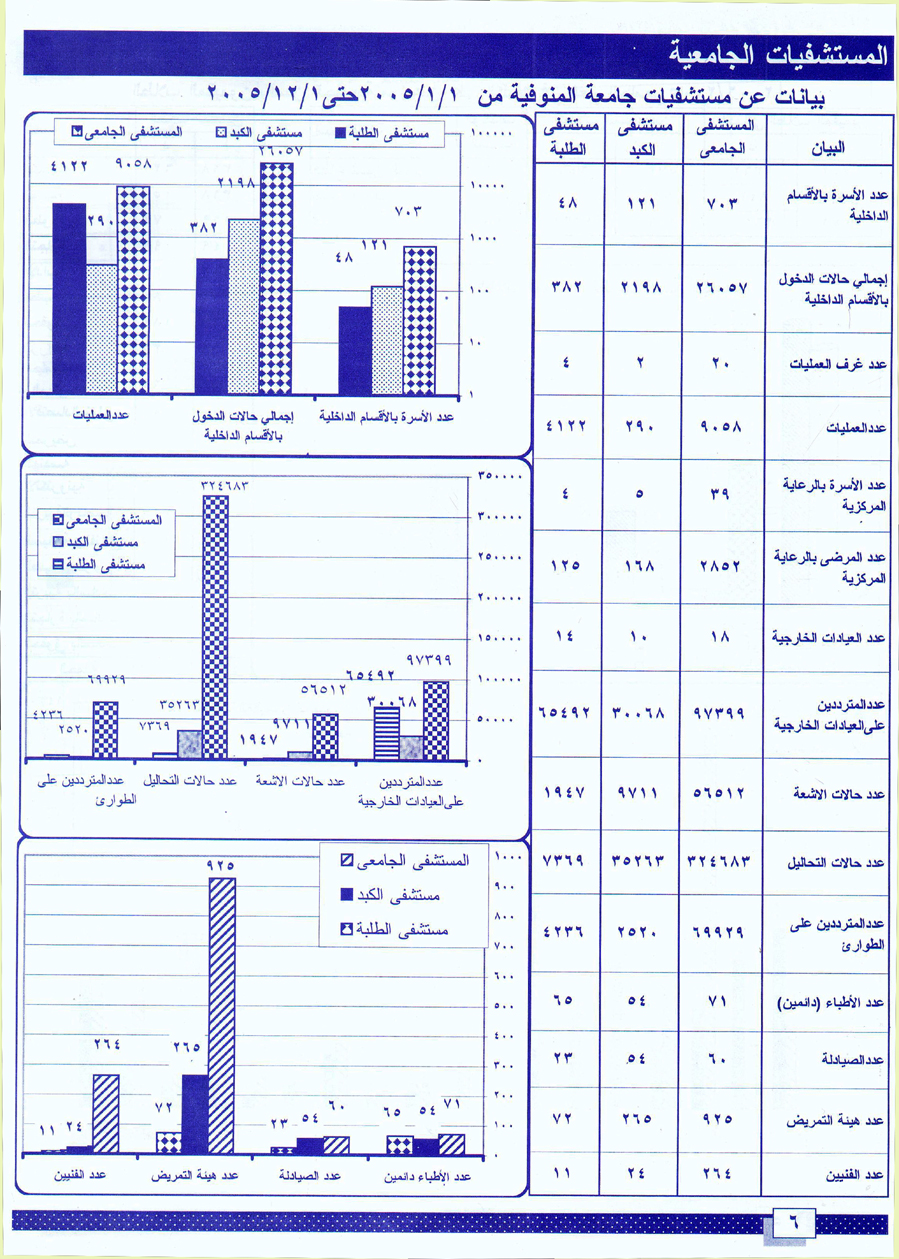 المستشفيات الجامعية
بيانات عن مستشفيات جامعة المنوفية من ٢٠٠٥/١/١ حتى ٢٠٠٥/١٢/١
البيان المستشفى الجامعى مستشفى الكبد مستشفى الطلبة
عدد الأسرة بالأقسام الداخلية ٧٠٣ ١٢١ ٤٨
إجمالي حالات الدخول بالأقسام الداخلية ٢٦٠٥٧ ٢١٩٨ ٣٨٢
عدد غرف العمليات ٢٠ ٢ ٤
عددالعمليات ٩٠٥٨ ٢٩٠ ٤١٢٢
عدد الأسرة بالرعاية المركزية ٣٩ ٥ ٤
عدد المرضى بالرعاية المركزية ٢٨٥٢ ١٦٨ ١٢٥
عدد العيادات الخارجية ١٨ ١٠ ١٤
عددالمترددين على العيادات الخارجية ٩٧٣٩٩ ٣٠٠٦٨ ٦٥٤٩٢
عدد حالات الاشعة ٥٦٥١٢ ٩٧١١ ١٩٤٧
عدد حالات التحاليل ٣٢٤٦٨٣ ٣٥٢٦٣ ٧٣٦٩
عددالمترددين على الطوارئ ٦٩٩٢٩ ٢٥٢٠ ٤٢٣٦
عدد الأطباء (دائمين) ٧١ ٥٤ ٦٥
عددالصيادلة ٦٠ ٥٤ ٢٣
عدد هيئة التمريض ٩٢٥ ٢٦٥ ٧٢
عدد الفنيين ٢٦٤ ٢٤ ١١
مستشفى الطلبة مستشفى الكبد المستشفى الجامعى
١٠٠٠٠٠
١٠٠٠٠
١٠٠٠
١٠٠
١٠
١
٧٠٣ ١٢١ ٤٨
٢٦٠٥٧ ٢١٩٨ ٣٨٢
٩٠٥٨ ٢٩٠ ٤١٢٢
عدد الأسرة بالأقسام الداخلية
إجمالي حالات الدخول
بالأقسام الداخلية
عددالعمليات
المستشفى الجامعى
مستشفى الكبد
مستشفى الطلبة
٣٥٠٠٠٠
٣٠٠٠٠٠
٢٥٠٠٠٠
٢٠٠٠٠٠
١٥٠٠٠٠
١٠٠٠٠٠
٥٠٠٠٠
٠
٩٧٣٩٩ ٣٠٠٦٨ ٦٥٤٩٢
٥٦٥١٢ ٩٧١١ ١٩٤٧
٣٢٤٦٨٣ ٣٥٢٦٣ ٧٣٦٩
٦٩٩٢٩ ٢٥٢٠ ٤٢٣٦
عددالمترددين
على العيادات الخارجية
عدد حالات الاشعة
عدد حالات التحاليل
عددالمترددين على
الطوارئ
المستشفى الجامعى
مستشفى الكبد
مستشفى الطلبة
١٠٠٠
٩٠٠
٨٠٠
٧٠٠
٦٠٠
٥٠٠
٤٠٠
٣٠٠
٢٠٠
١٠٠
٠
٧١ ٥٤ ٦٥
٦٠ ٥٤ ٢٣
٩٢٥ ٢٦٥ ٧٢
٢٦٤ ٢٤ ١١
عدد الأطباء دائمين
عدد الصيادلة
عدد هيئة التمريض
عدد الفنيين
٦